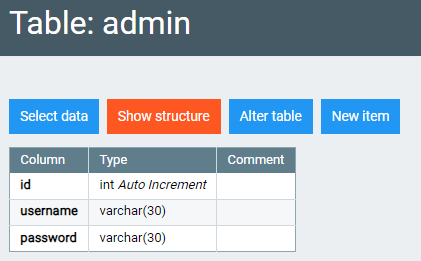 Table: admin
Select data Show structure Alter table New item
Column Type Comment
id int Auto Increment
username varchar(30)
password varchar(30)